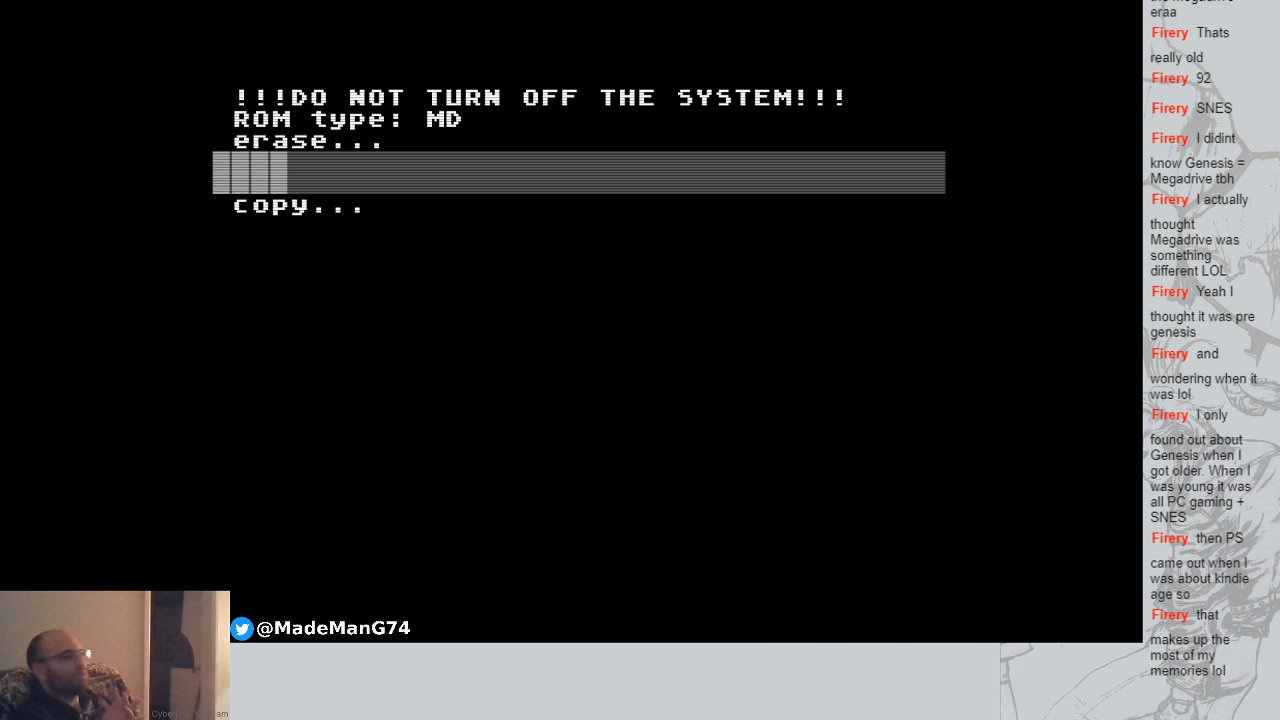 !!!DO NOT TURN OFF THE SYSTEM!!!
ROM type: MD
erase...
copy...
@MadeManG74
eraa
Firery Thats
really old
Firery 92
Firery SNES
Firery I didint
know Genesis =
Megadrive tbh
Firery I actually
thought
Megadrive was
something
different LOL
Firery Yeah I
thought it was pre
genesis
Firery and
wondering when it
was lol
Firery I only
found out about
Genesis when I
got older. When I
was young it was
all PC gaming +
SNES
Firery then PS
came out when I
was about kindie
age so
Firery that
makes up the
most of my
memories lol